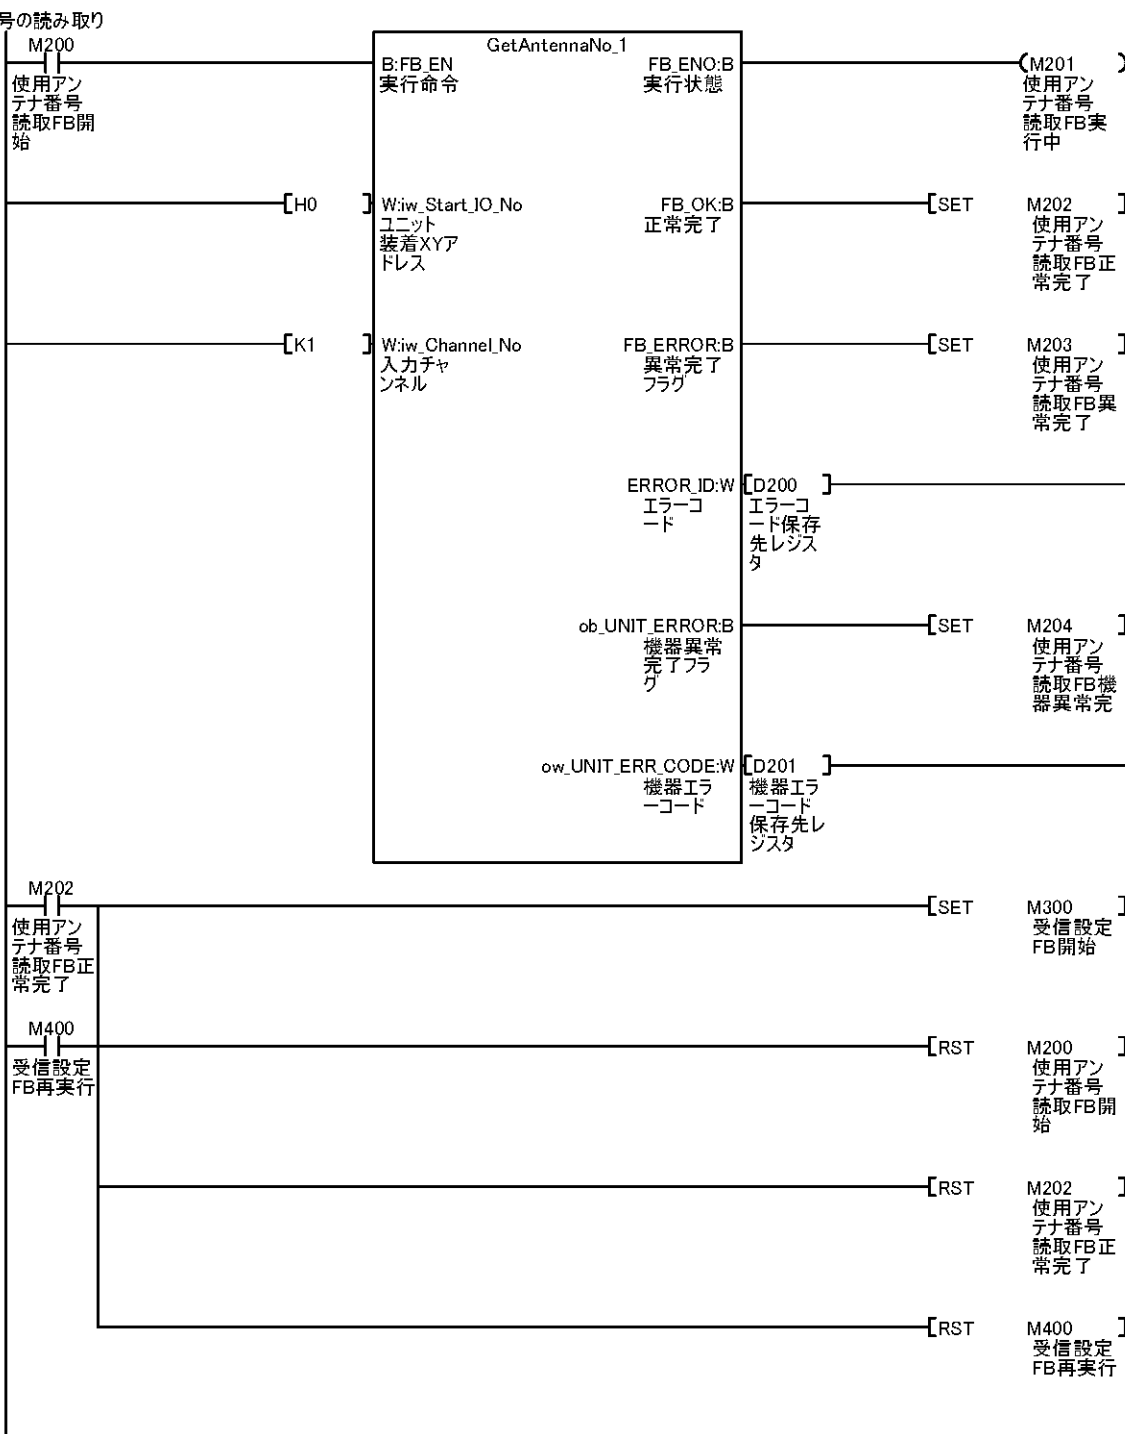 号の読み取り
M200
使用アン
テナ番号
読取FB開
始
GetAntennaNo_1
B:FB_EN
実行命令
FB_ENO:B
実行状態
M201
使用アン
テナ番号
読取FB実
行中
H0
W:iw_Start_IO_No
ユニット
装着XYア
ドレス
FB_OK:B
正常完了
SET M202
使用アン
テナ番号
読取FB正
常完了
K1
W:iw_Channel_No
入力チャ
ンネル
FB_ERROR:B
異常完了
フラグ
SET M203
使用アン
テナ番号
読取FB異
常完了
ERROR_ID:W
エラーコ
ード
D200
エラーコ
ード保存
先レジス
タ
ob_UNIT_ERROR:B
機器異常
完了フラ
グ
SET M204
使用アン
テナ番号
読取FB機
器異常完
ow_UNIT_ERR_CODE:W
機器エラ
ーコード
D201
機器エラ
ーコード
保存先レ
ジスタ
M202
使用アン
テナ番号
読取FB正
常完了
SET M300
受信設定
FB開始
M400
受信設定
FB再実行
RST M200
使用アン
テナ番号
読取FB開
始
RST M202
使用アン
テナ番号
読取FB正
常完了
RST M400
受信設定
FB再実行